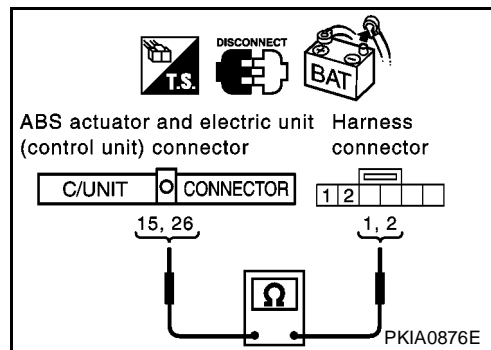 T.S.
DISCONNECT
BAT
ABS actuator and electric unit
(control unit) connector
Harness
connector
C/UNIT
CONNECTOR
1 2
15, 26
1, 2
Ω
PKIA0876E